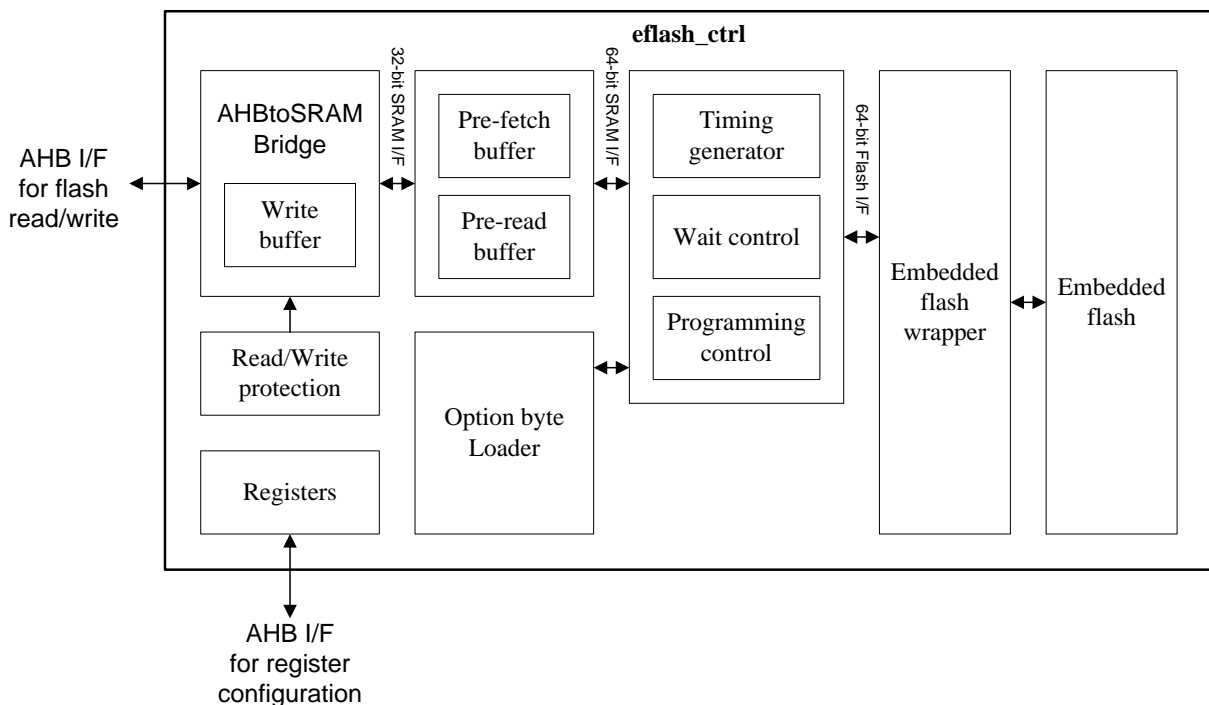 eflash_ctrl
AHB I/F
for flash
read/write
AHBtoSRAM
Bridge
Write
buffer
32-bit SRAM I/F
Pre-fetch
buffer
Pre-read
buffer
64-bit SRAM I/F
Timing
generator
Wait control
Programming
control
64-bit Flash I/F
Embedded
flash
wrapper
Embedded
flash
Read/Write
protection
Option byte
Loader
Registers
AHB I/F
for register
configuration